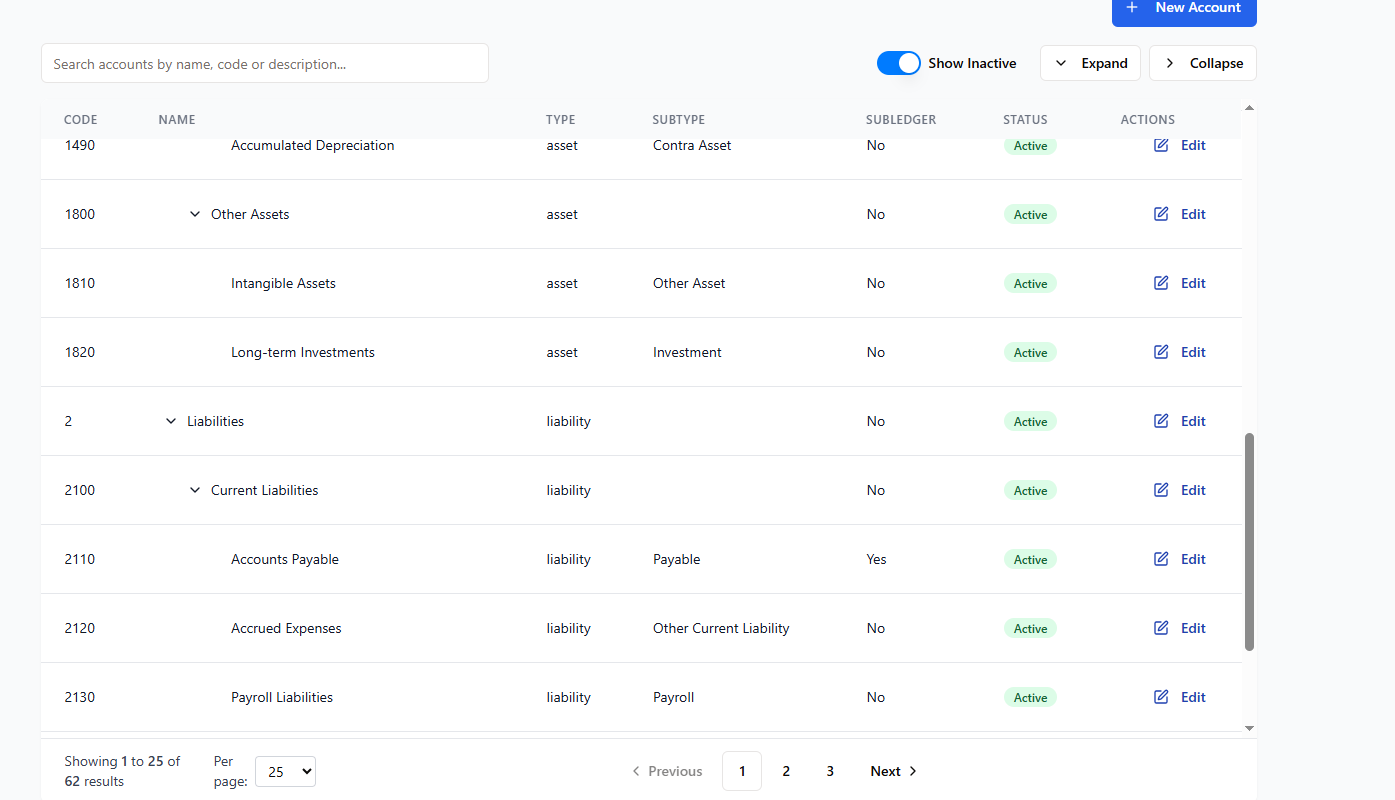 New Account
Search accounts by name, code or description...
Show Inactive Expand Collapse
CODE NAME TYPE SUBTYPE SUBLEDGER STATUS ACTIONS
1490 Accumulated Depreciation asset Contra Asset No Active Edit
1800 Other Assets asset No Active Edit
1810 Intangible Assets asset Other Asset No Active Edit
1820 Long-term Investments asset Investment No Active Edit
2 Liabilities liability No Active Edit
2100 Current Liabilities liability No Active Edit
2110 Accounts Payable liability Payable Yes Active Edit
2120 Accrued Expenses liability Other Current Liability No Active Edit
2130 Payroll Liabilities liability Payroll No Active Edit
Showing 1 to 25 of
62 results
Per
page:
25
Previous 1 2 3 Next